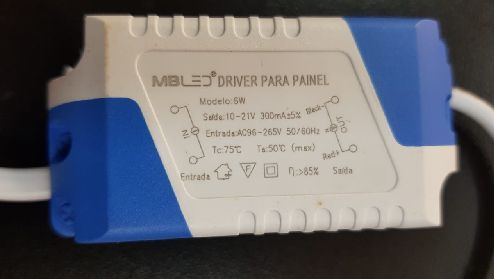 MBLED® DRIVER PARA PAINEL
Modelo: 6W
Saída: 10-21V 300mA±5%
Black-
Entrada: AC96-265V 50/60Hz
IN
Tc: 75℃ Ta: 50℃ (max)
Red+
Entrada F η: >85% Saída